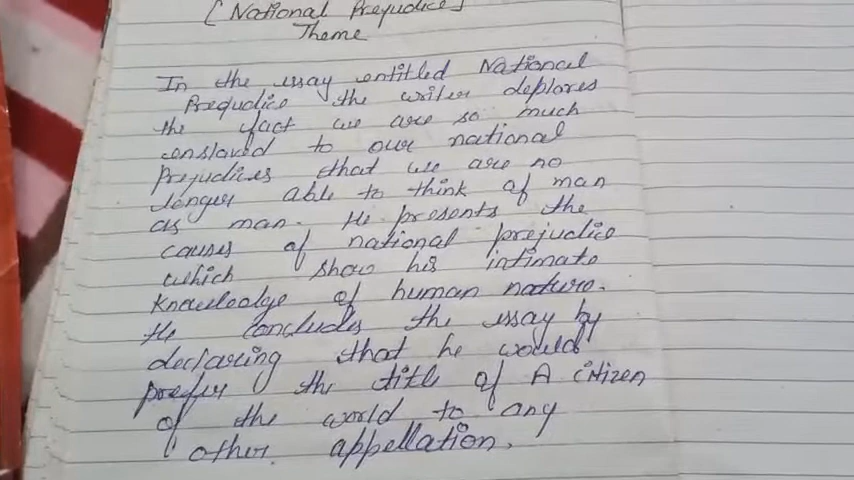 [National Prejudice]
Theme
In the essay entitled National
Prequdice the writer deplores
the fact we are so much
enslaved to our national
Prejudices that we are no
longer able to think of man
as man. He presents the
causes of national prejudice
which show his intimate
knowleadge of human nature.
He concludes the essay by
declaring that he would
prefer the title of A citizen
of the world to any
other appellation.